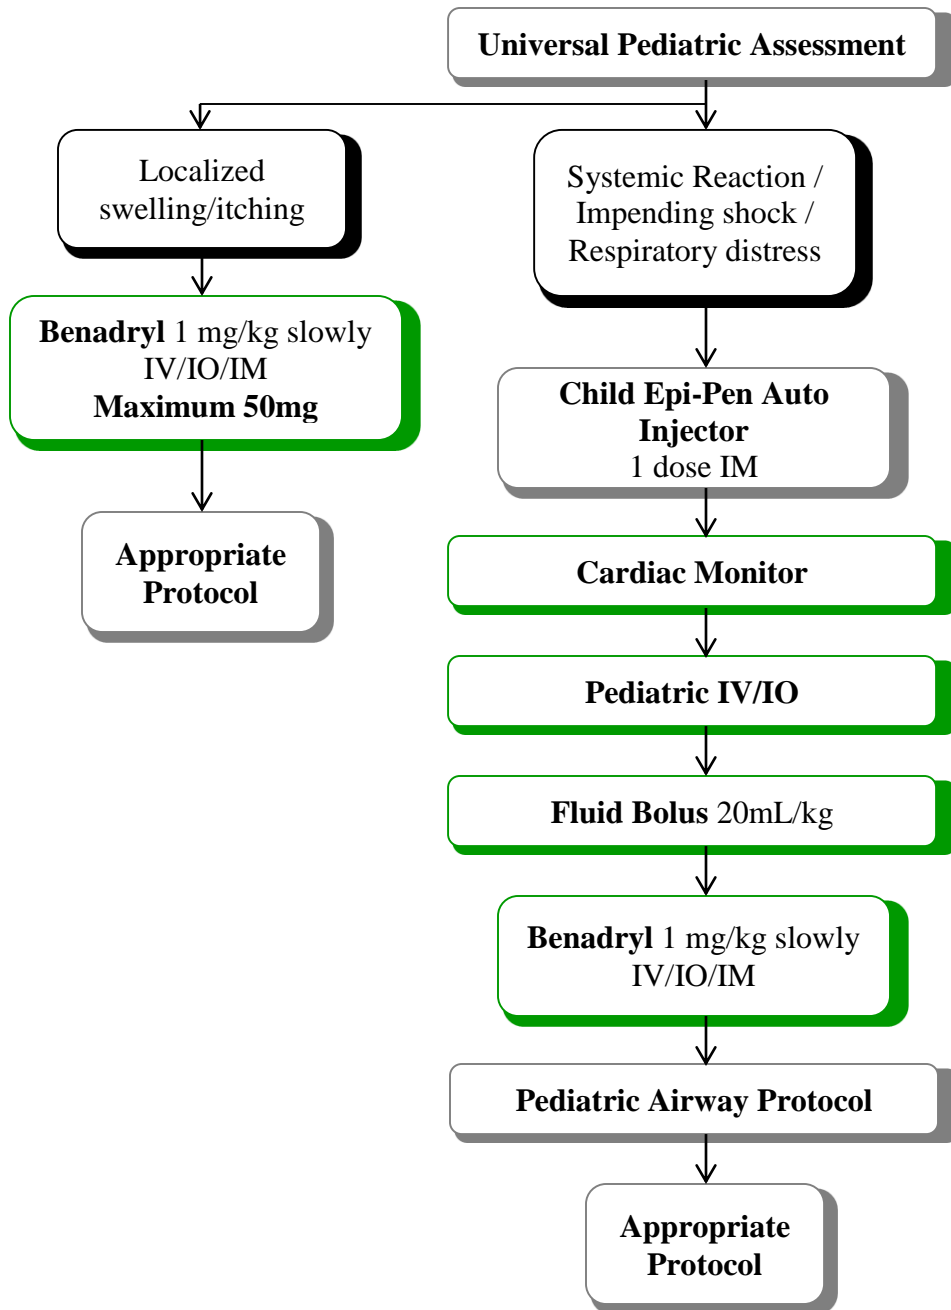 Universal Pediatric Assessment
Localized
swelling/itching
Benadryl 1 mg/kg slowly
IV/IO/IM
Maximum 50mg
Appropriate
Protocol
Systemic Reaction /
Impending shock /
Respiratory distress
Child Epi-Pen Auto
Injector
1 dose IM
Cardiac Monitor
Pediatric IV/IO
Fluid Bolus 20mL/kg
Benadryl 1 mg/kg slowly
IV/IO/IM
Pediatric Airway Protocol
Appropriate
Protocol